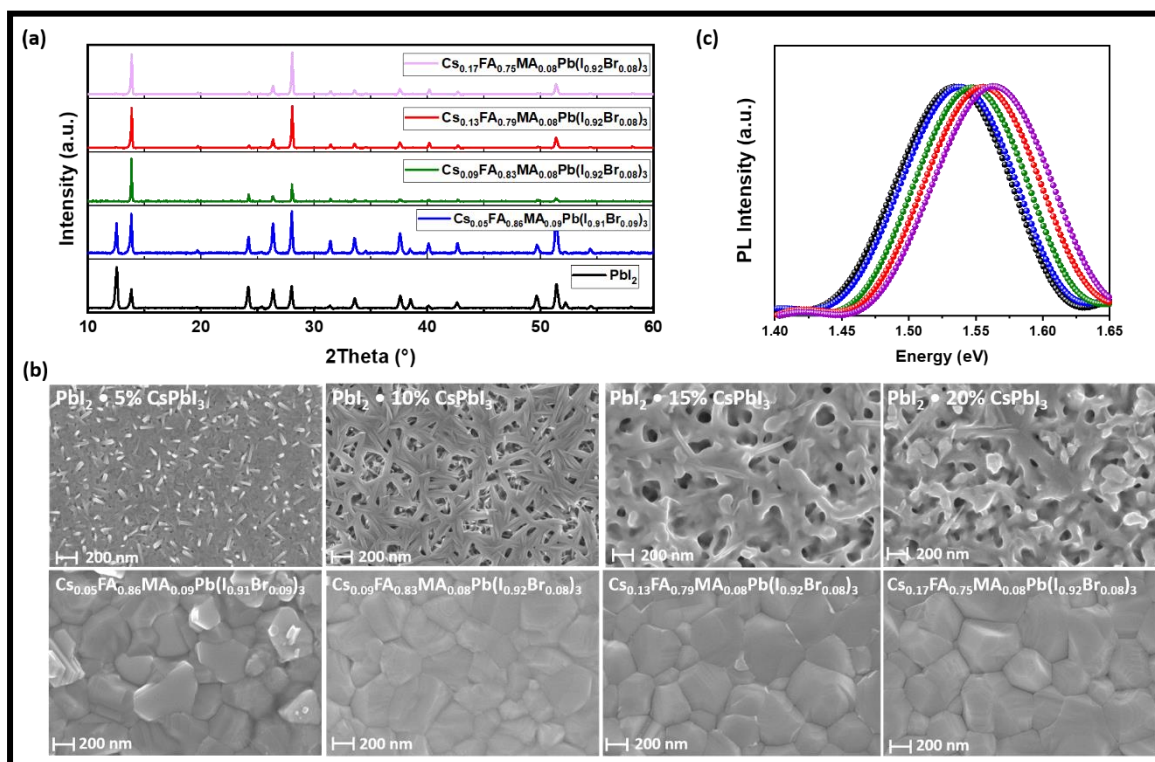 (a)
Intensity (a.u.)
Cs0.17FA0.75MA0.08Pb(I0.92Br0.08)3
Cs0.13FA0.79MA0.08Pb(I0.92Br0.08)3
Cs0.09FA0.83MA0.08Pb(I0.92Br0.08)3
Cs0.05FA0.86MA0.09Pb(I0.91Br0.09)3
PbI2
10 20 30 40 50 60
2Theta (°)
(c)
PL Intensity (a.u.)
1.40 1.45 1.50 1.55 1.60 1.65
Energy (eV)
(b)
PbI2 • 5% CsPbI3
200 nm
PbI2 • 10% CsPbI3
200 nm
PbI2 • 15% CsPbI3
200 nm
PbI2 • 20% CsPbI3
200 nm
Cs0.05FA0.86MA0.09Pb(I0.91Br0.09)3
200 nm
Cs0.09FA0.83MA0.08Pb(I0.92Br0.08)3
200 nm
Cs0.13FA0.79MA0.08Pb(I0.92Br0.08)3
200 nm
Cs0.17FA0.75MA0.08Pb(I0.92Br0.08)3
200 nm